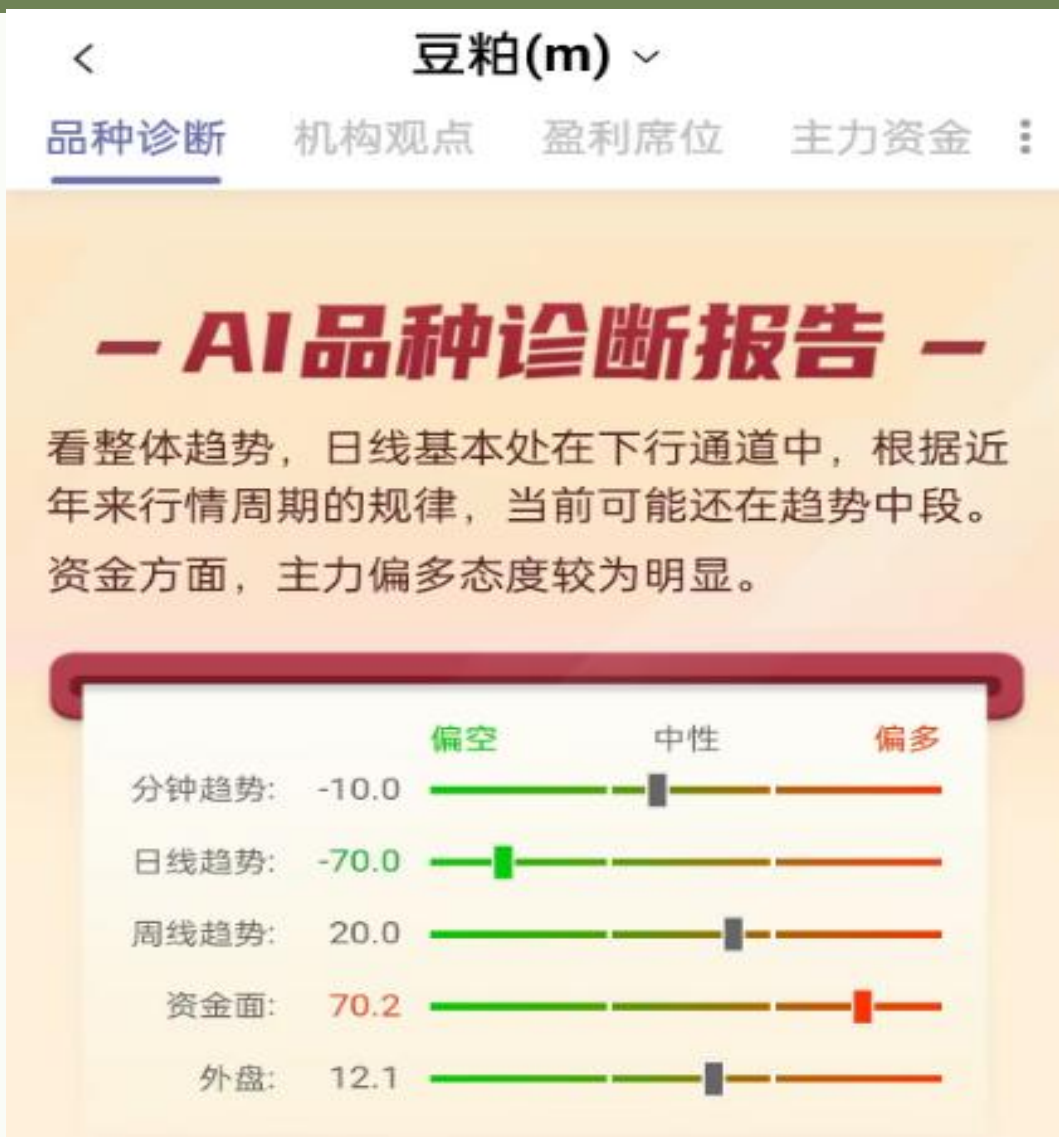 豆粕(m)
品种诊断 机构观点 盈利席位 主力资金
－AI品种诊断报告－
看整体趋势，日线基本处在下行通道中，根据近
年来行情周期的规律，当前可能还在趋势中段。
资金方面，主力偏多态度较为明显。
偏空 中性 偏多
分钟趋势: -10.0
日线趋势: -70.0
周线趋势: 20.0
资金面: 70.2
外盘: 12.1